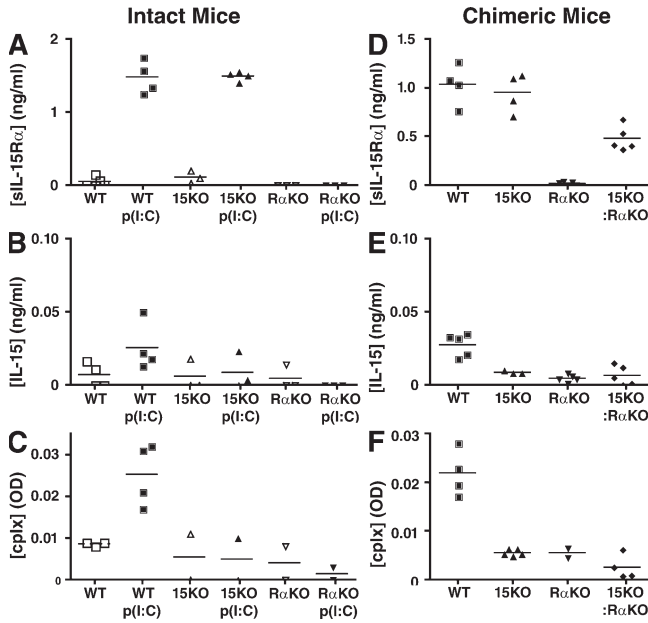 Intact Mice
Chimeric Mice
A
[sIL-15Rα] (ng/ml)
2
1
0
WT
WT p(I:C)
15KO
15KO p(I:C)
RαKO
RαKO p(I:C)
D
[sIL-15Rα] (ng/ml)
1.5
1.0
0.5
0
WT
15KO
RαKO
15KO :RαKO
B
[IL-15] (ng/ml)
0.10
0.05
0
WT
WT p(I:C)
15KO
15KO p(I:C)
RαKO
RαKO p(I:C)
E
[IL-15] (ng/ml)
0.10
0.05
0
WT
15KO
RαKO
15KO :RαKO
C
[cplx] (OD)
0.03
0.02
0.01
0
WT
WT p(I:C)
15KO
15KO p(I:C)
RαKO
RαKO p(I:C)
F
[cplx] (OD)
0.03
0.02
0.01
0
WT
15KO
RαKO
15KO :RαKO